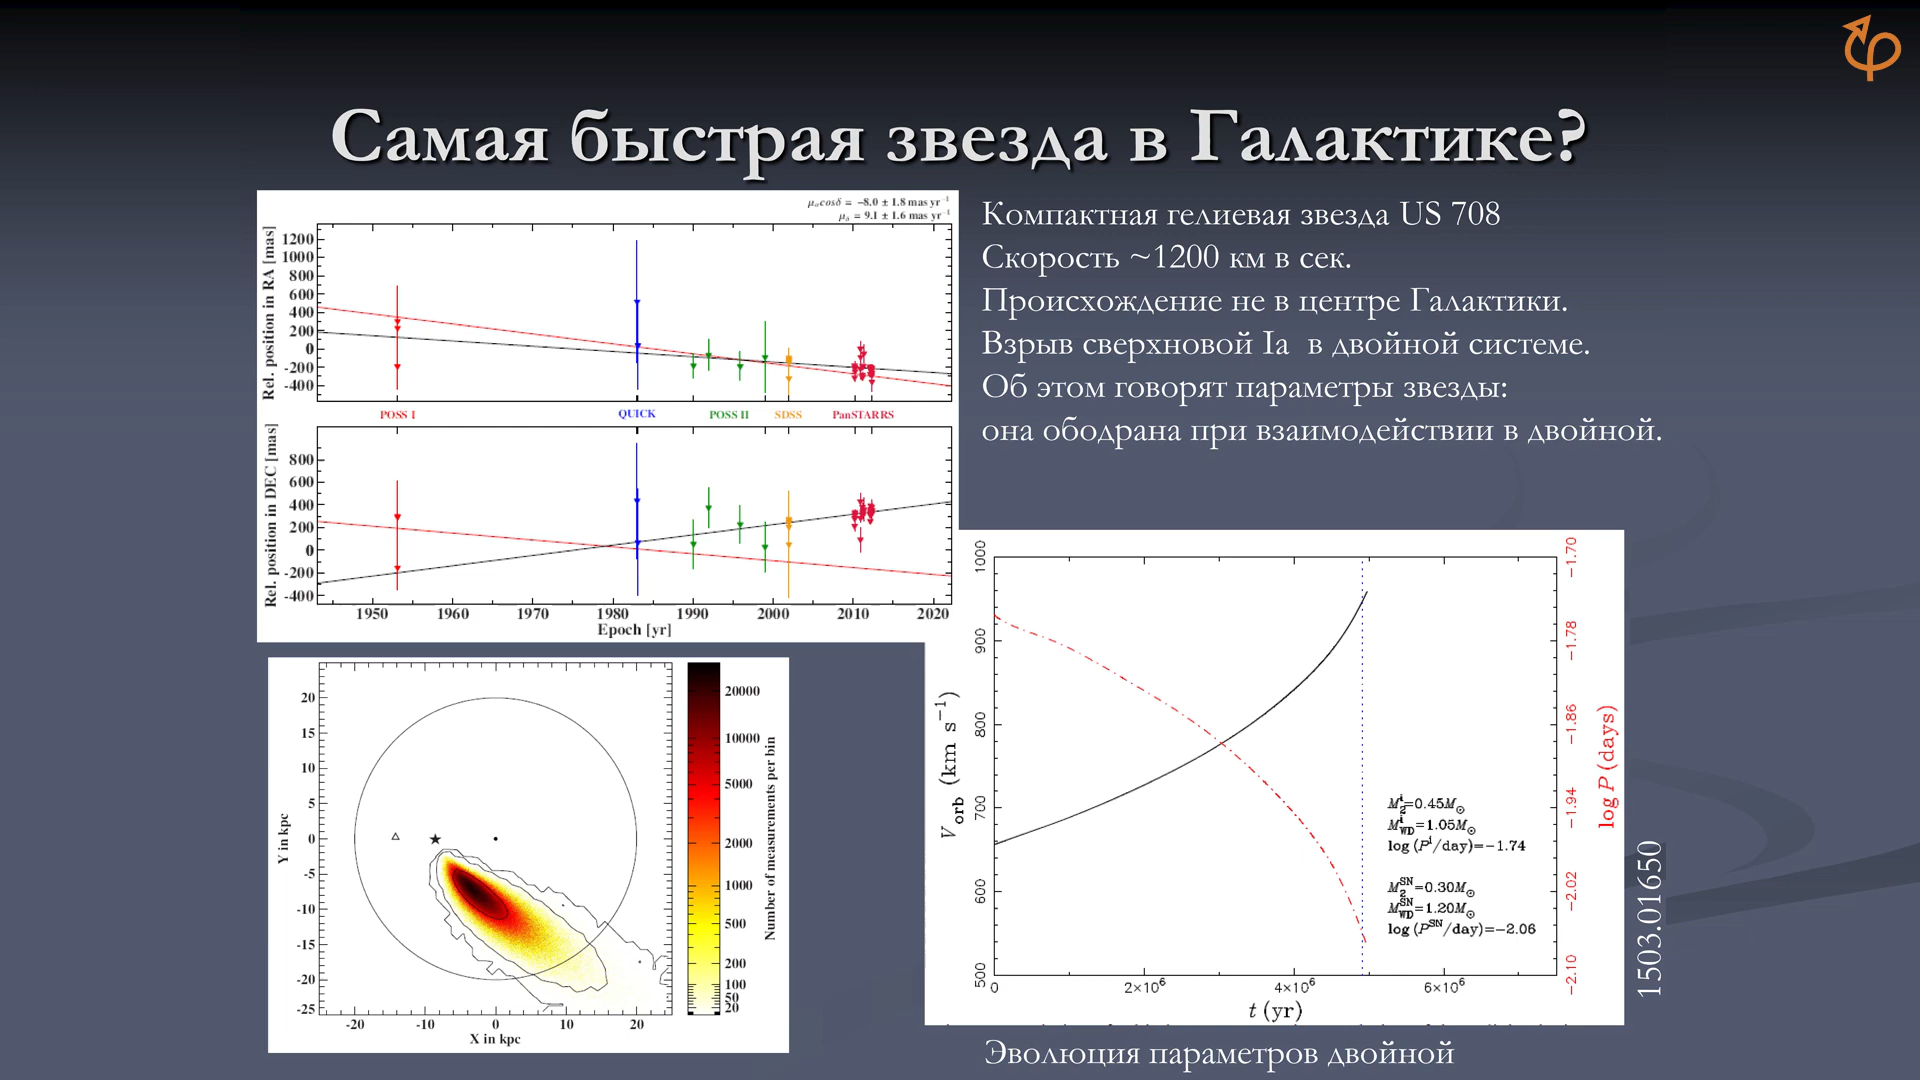 Самая быстрая звезда в Галактике?
μ_α cosδ = −8.0 ± 1.8 mas yr⁻¹
μ_δ = 9.1 ± 1.6 mas yr⁻¹
Rel. position in RA [mas]
1200
1000
800
600
400
200
0
-200
-400
POSS I QUICK POSS II SDSS PanSTARRS
Rel. position in DEC [mas]
800
600
400
200
0
-200
-400
1950 1960 1970 1980 1990 2000 2010 2020
Epoch [yr]
Компактная гелиевая звезда US 708
Скорость ~1200 км в сек.
Происхождение не в центре Галактики.
Взрыв сверхновой Ia в двойной системе.
Об этом говорят параметры звезды:
она ободрана при взаимодействии в двойной.
Y in kpc
20
15
10
5
0
-5
-10
-15
-20
-25
-20 -10 0 10 20
X in kpc
20000
10000
5000
2000
1000
500
200
100
50
20
Number of measurements per bin
V_orb (km s⁻¹)
1000
900
800
700
600
500
0 2×10⁶ 4×10⁶ 6×10⁶
t (yr)
−1.70
−1.78
−1.86
−1.94
−2.02
−2.10
log P (days)
M₂ⁱ=0.45M⊙
M_WDⁱ=1.05M⊙
log (Pⁱ/day)=−1.74
M₂^SN=0.30M⊙
M_WD^SN=1.20M⊙
log (P^SN/day)=−2.06
1503.01650
Эволюция параметров двойной